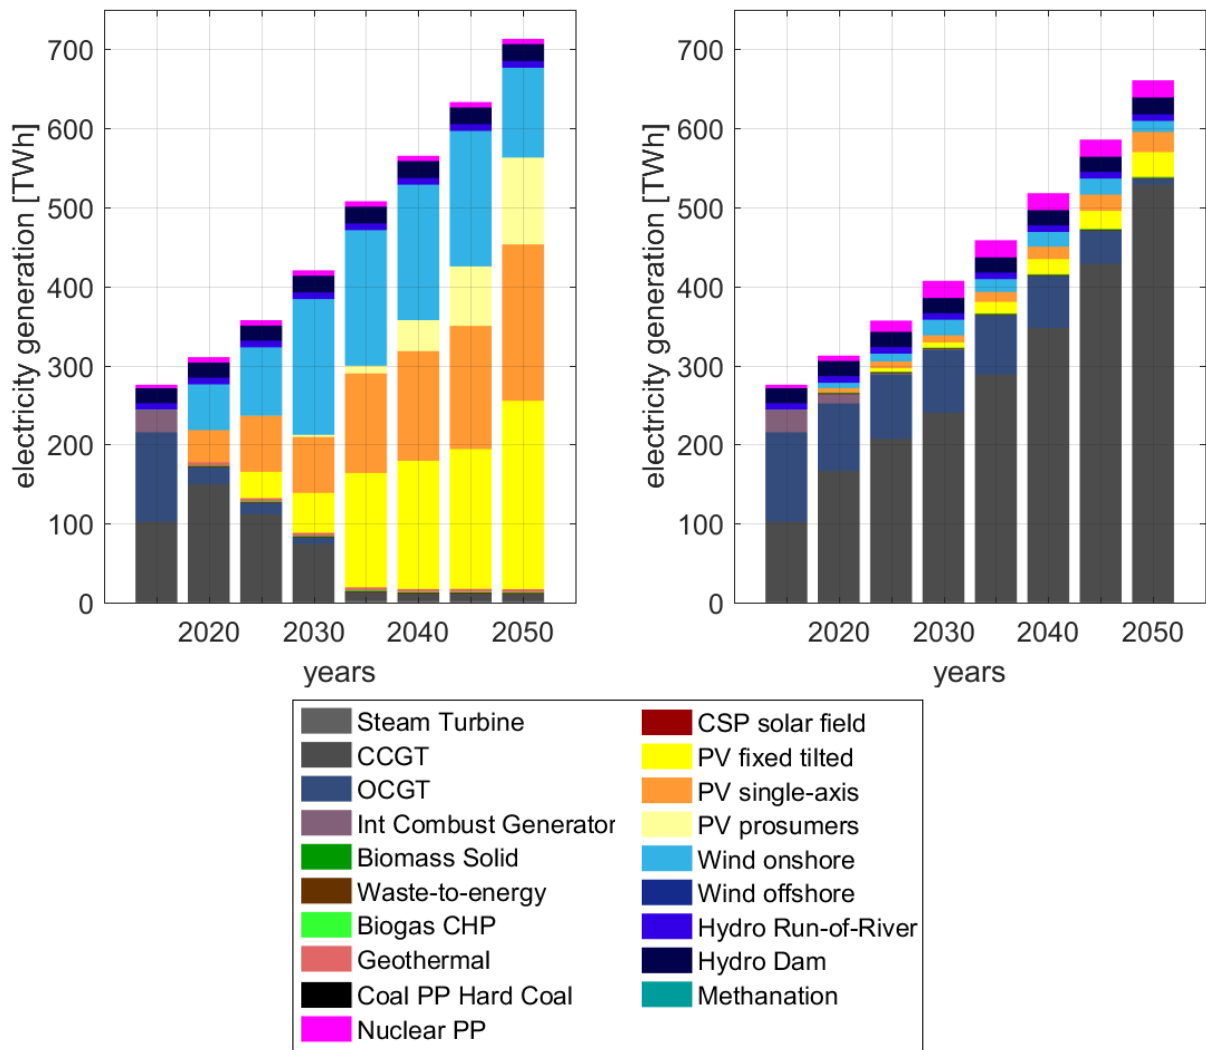 700
600
500
400
300
200
100
0
electricity generation [TWh]
2020 2030 2040 2050
years
700
600
500
400
300
200
100
0
electricity generation [TWh]
2020 2030 2040 2050
years
Steam Turbine
CCGT
OCGT
Int Combust Generator
Biomass Solid
Waste-to-energy
Biogas CHP
Geothermal
Coal PP Hard Coal
Nuclear PP
CSP solar field
PV fixed tilted
PV single-axis
PV prosumers
Wind onshore
Wind offshore
Hydro Run-of-River
Hydro Dam
Methanation